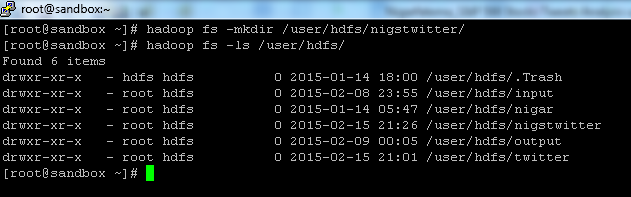 root@sandbox:~
[root@sandbox ~]# hadoop fs -mkdir /user/hdfs/nigstwitter/
[root@sandbox ~]# hadoop fs -ls /user/hdfs/
Found 6 items
drwxr-xr-x   - hdfs hdfs          0 2015-01-14 18:00 /user/hdfs/.Trash
drwxr-xr-x   - root hdfs          0 2015-02-08 23:55 /user/hdfs/input
drwxr-xr-x   - root hdfs          0 2015-01-14 05:47 /user/hdfs/nigar
drwxr-xr-x   - root hdfs          0 2015-02-15 21:26 /user/hdfs/nigstwitter
drwxr-xr-x   - root hdfs          0 2015-02-09 00:05 /user/hdfs/output
drwxr-xr-x   - root hdfs          0 2015-02-15 21:01 /user/hdfs/twitter
[root@sandbox ~]#